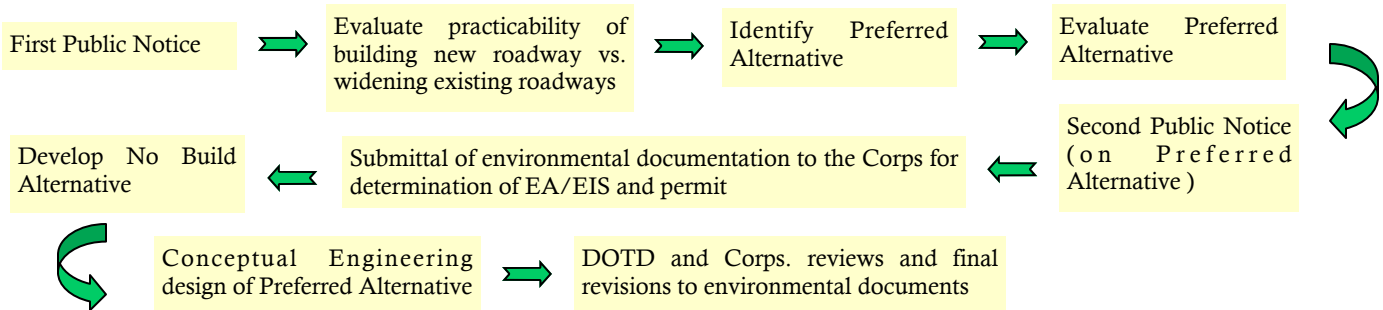 First Public Notice
Evaluate practicability of
building new roadway vs.
widening existing roadways
Identify Preferred
Alternative
Evaluate Preferred
Alternative
Second Public Notice
(on Preferred
Alternative )
Submittal of environmental documentation to the Corps for
determination of EA/EIS and permit
Develop No Build
Alternative
Conceptual Engineering
design of Preferred Alternative
DOTD and Corps. reviews and final
revisions to environmental documents